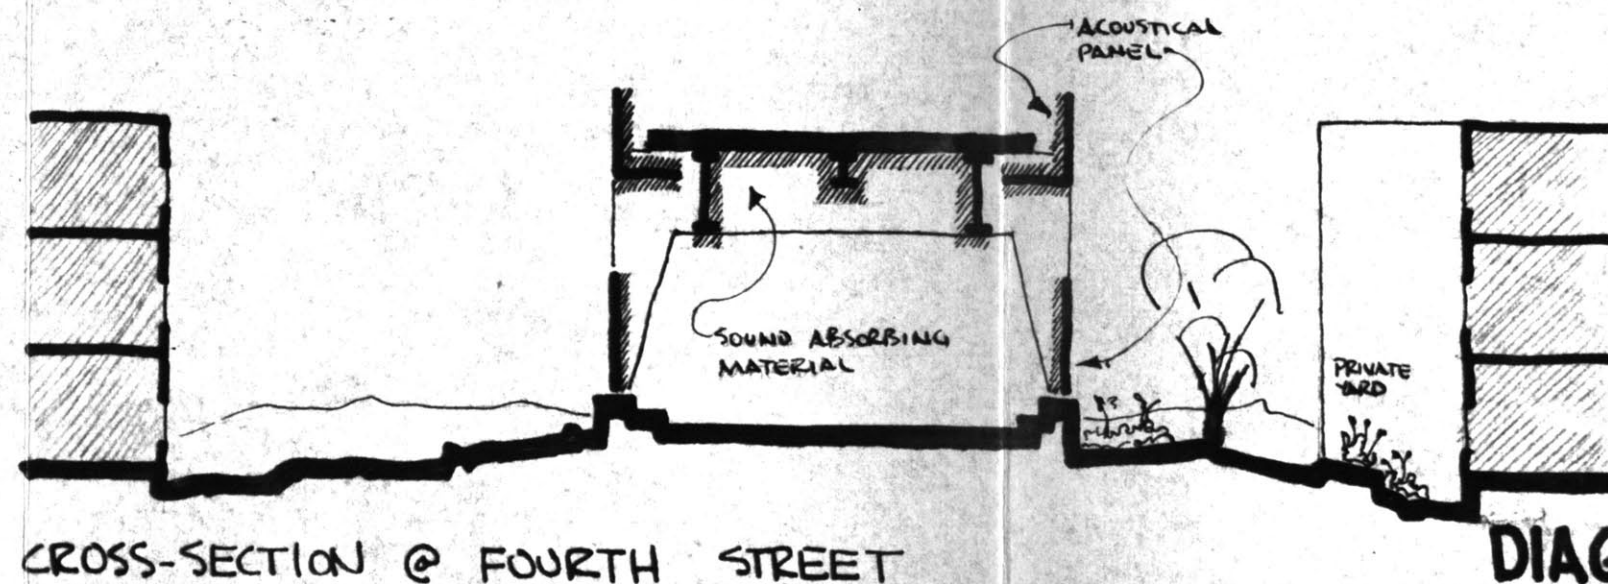 ACOUSTICAL
PANEL
SOUND ABSORBING
MATERIAL
PRIVATE
YARD
CROSS-SECTION @ FOURTH STREET